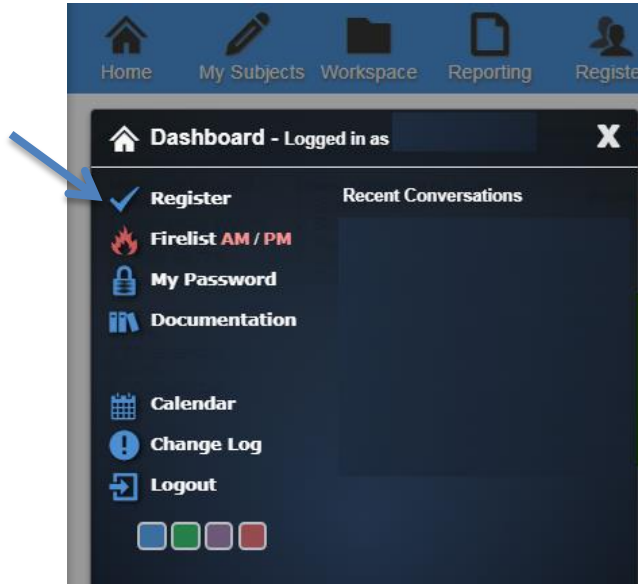 Home My Subjects Workspace Reporting Registe
Dashboard - Logged in as X
Register Recent Conversations
Firelist AM / PM
My Password
Documentation
Calendar
Change Log
Logout